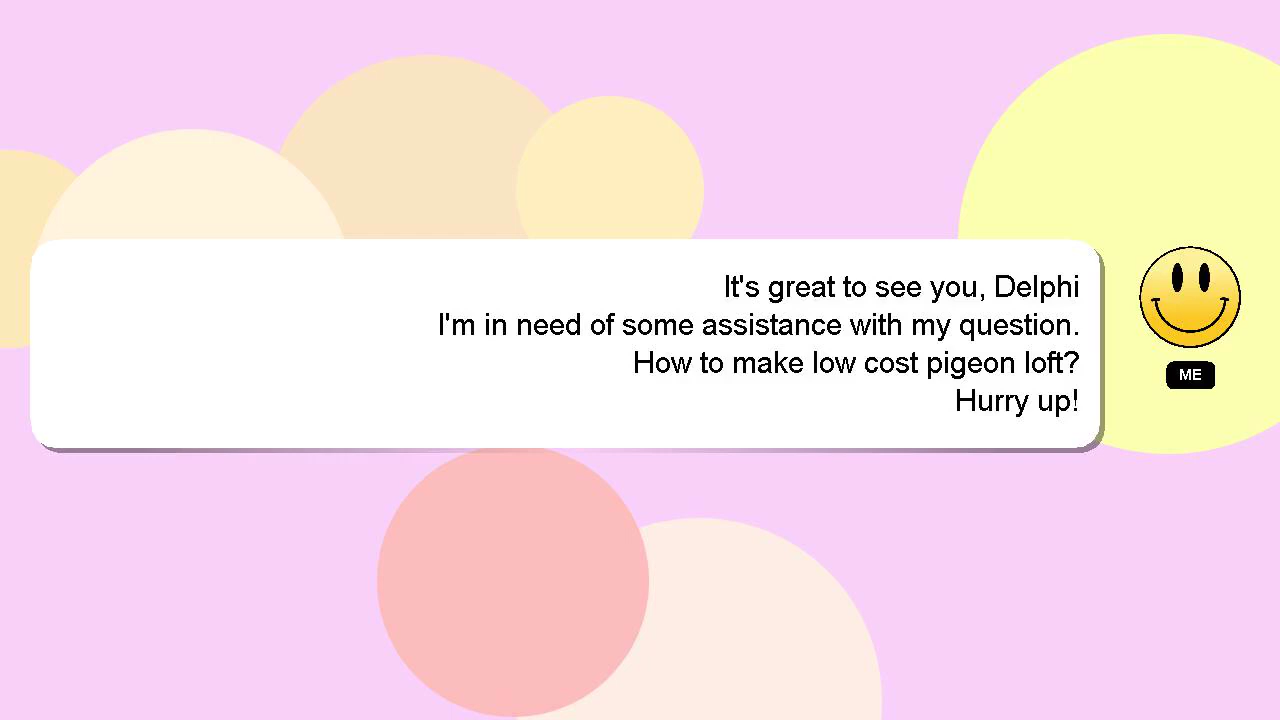 It's great to see you, Delphi
I'm in need of some assistance with my question.
How to make low cost pigeon loft?
Hurry up!
ME